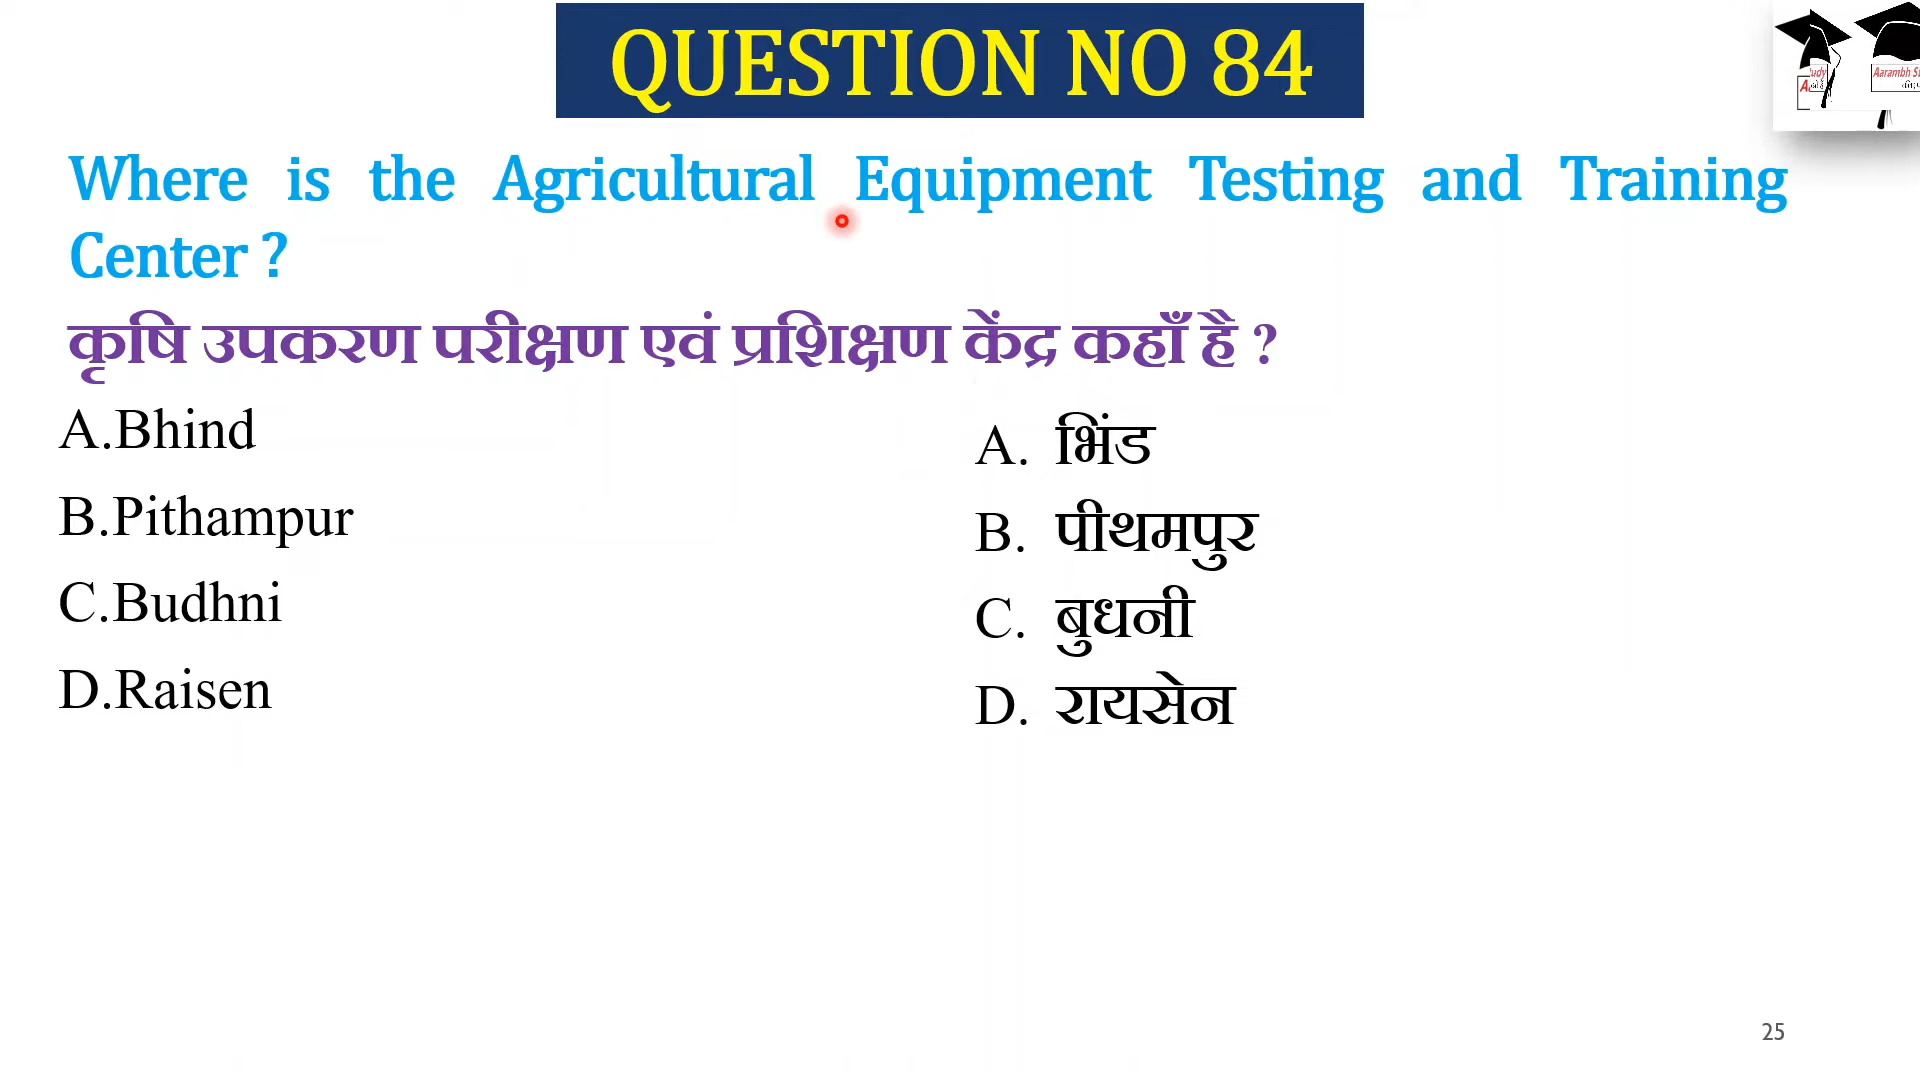 QUESTION NO 84
Where is the Agricultural Equipment Testing and Training
Center ?
कृषि उपकरण परीक्षण एवं प्रशिक्षण केंद्र कहाँ है ?
A.Bhind
B.Pithampur
C.Budhni
D.Raisen
A. भिंड
B. पीथमपुर
C. बुधनी
D. रायसेन
25